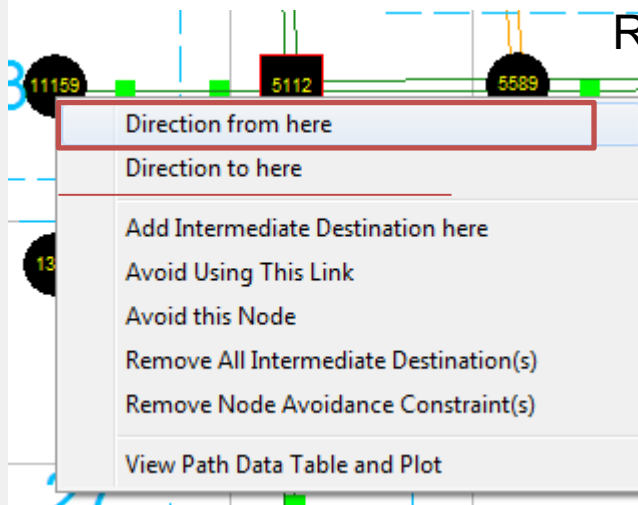 R
11159
5112
5589
Direction from here
Direction to here
Add Intermediate Destination here
Avoid Using This Link
13
Avoid this Node
Remove All Intermediate Destination(s)
Remove Node Avoidance Constraint(s)
View Path Data Table and Plot